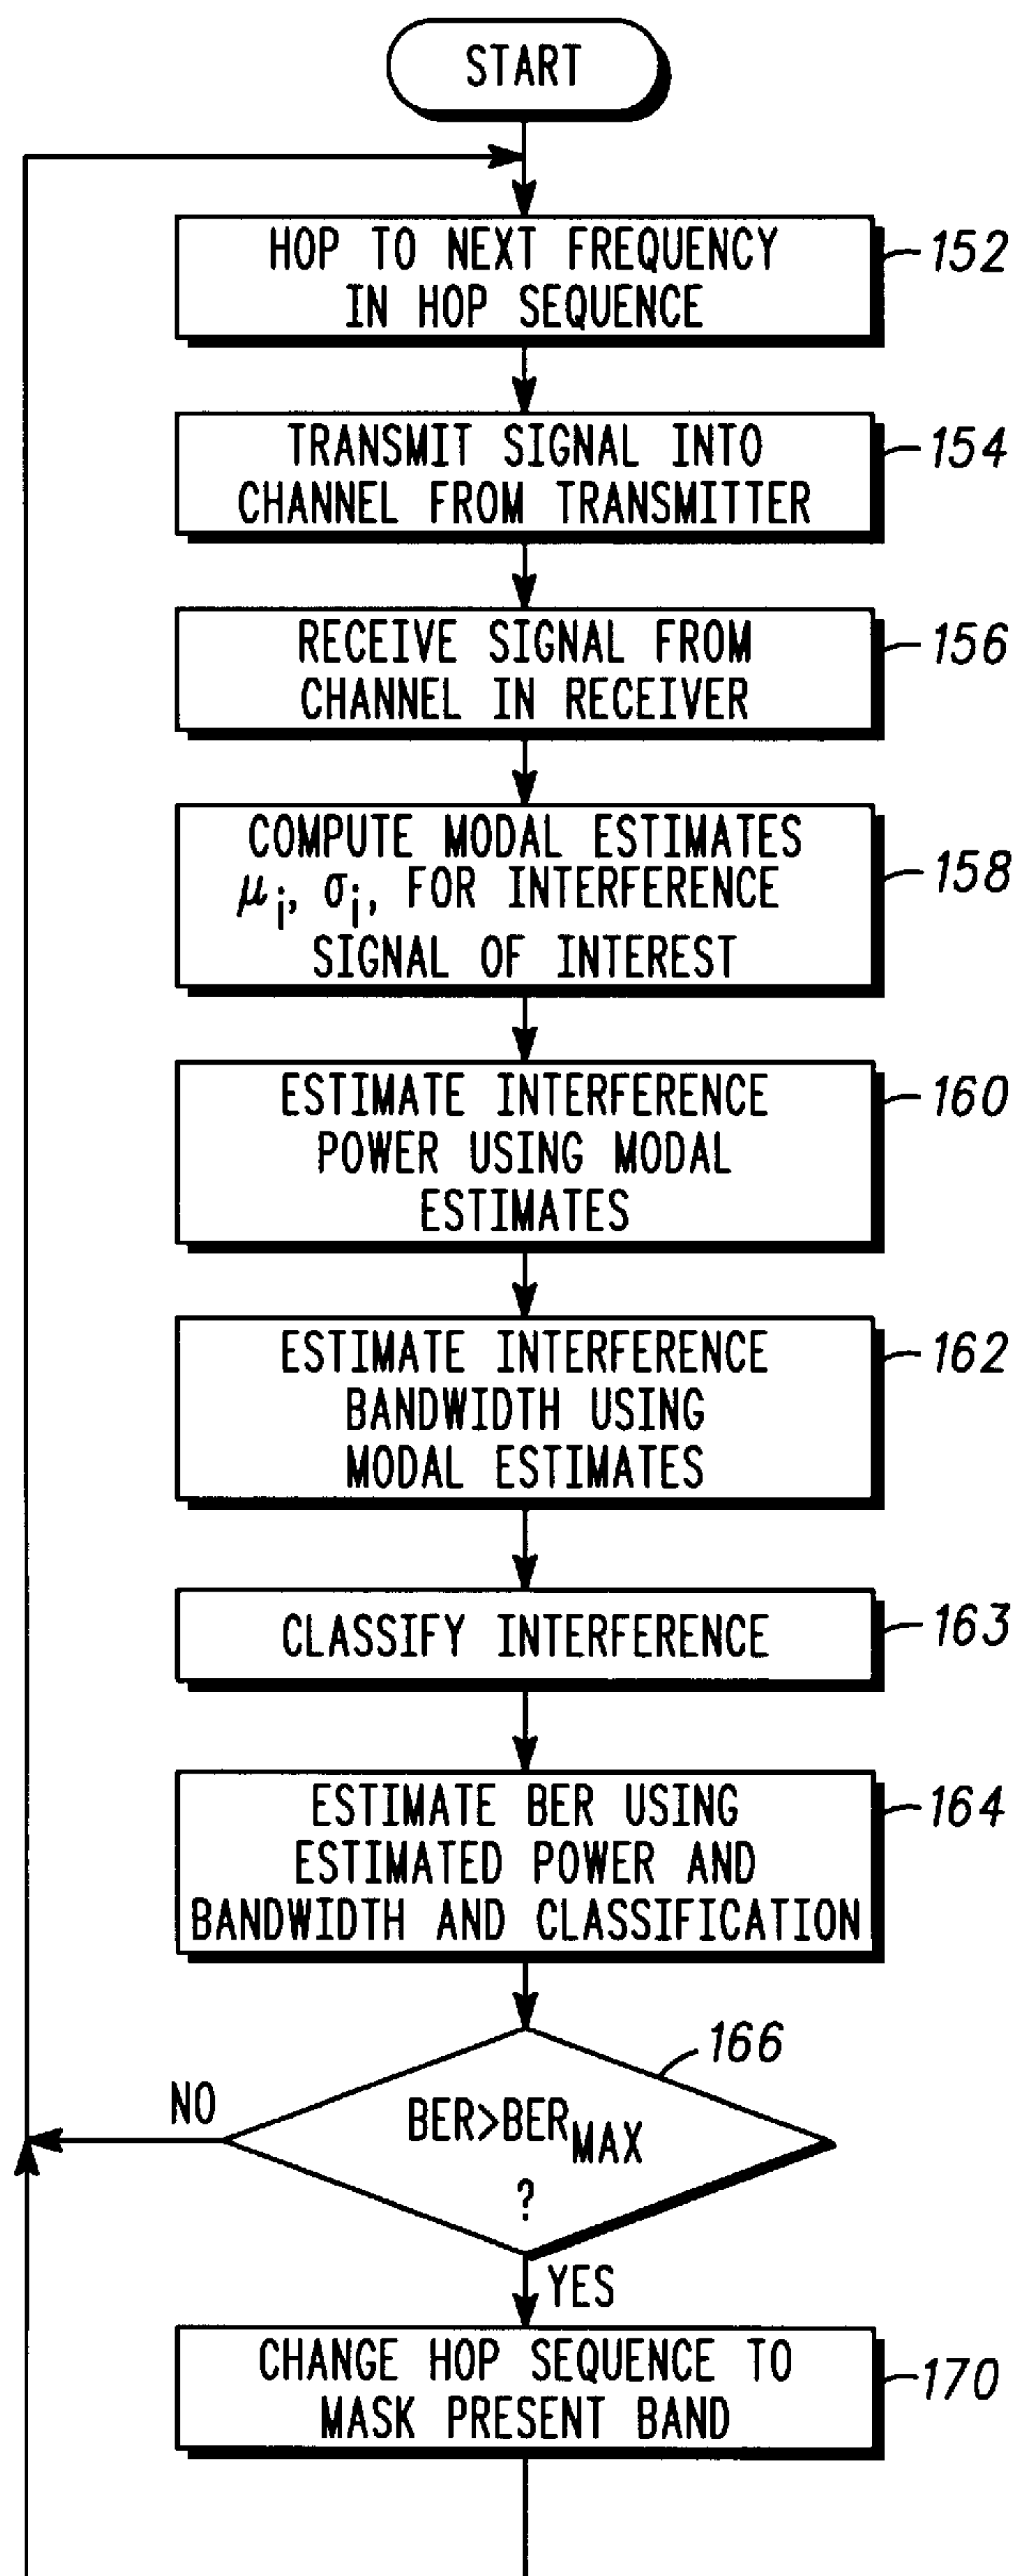 START
HOP TO NEXT FREQUENCY
IN HOP SEQUENCE
152
TRANSMIT SIGNAL INTO
CHANNEL FROM TRANSMITTER
154
RECEIVE SIGNAL FROM
CHANNEL IN RECEIVER
156
COMPUTE MODAL ESTIMATES
μi, σi, FOR INTERFERENCE
SIGNAL OF INTEREST
158
ESTIMATE INTERFERENCE
POWER USING MODAL
ESTIMATES
160
ESTIMATE INTERFERENCE
BANDWIDTH USING
MODAL ESTIMATES
162
CLASSIFY INTERFERENCE
163
ESTIMATE BER USING
ESTIMATED POWER AND
BANDWIDTH AND CLASSIFICATION
164
166
NO
BER>BERMAX
?
YES
CHANGE HOP SEQUENCE TO
MASK PRESENT BAND
170